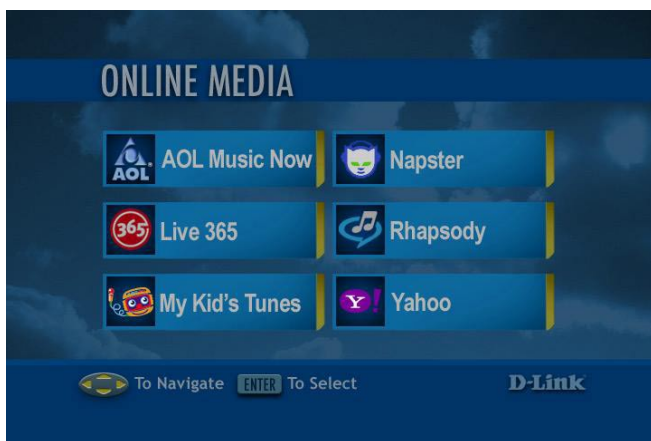 ONLINE MEDIA
AOL AOL Music Now
Napster
365 Live 365
Rhapsody
My Kid's Tunes
Y! Yahoo
To Navigate ENTER To Select
D-Link